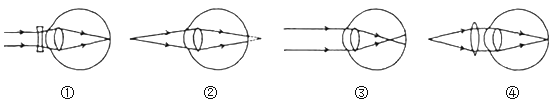 ① ② ③ ④